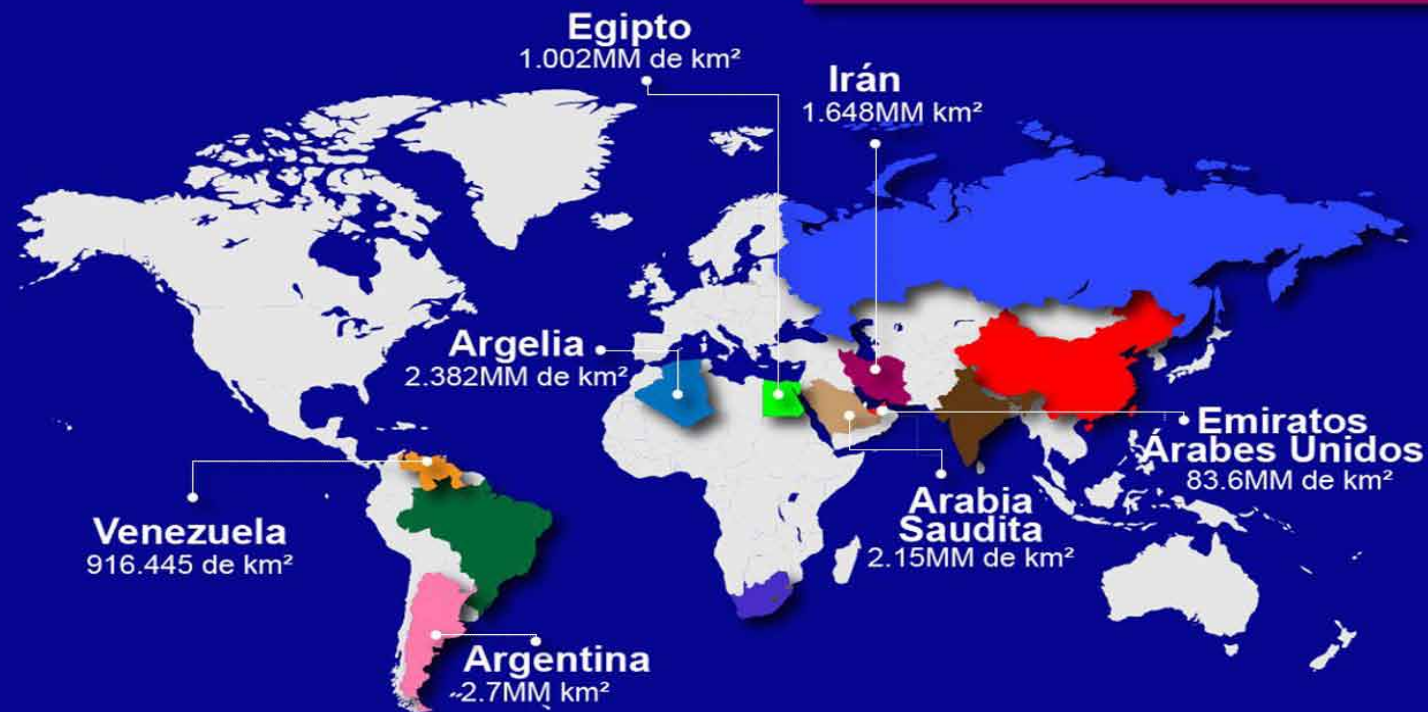 Egipto
1.002MM de km²
Irán
1.648MM km²
Argelia
2.382MM de km²
Emiratos
Árabes Unidos
83.6MM de km²
Arabia
Saudita
2.15MM de km²
Venezuela
916.445 de km²
Argentina
2.7MM km²